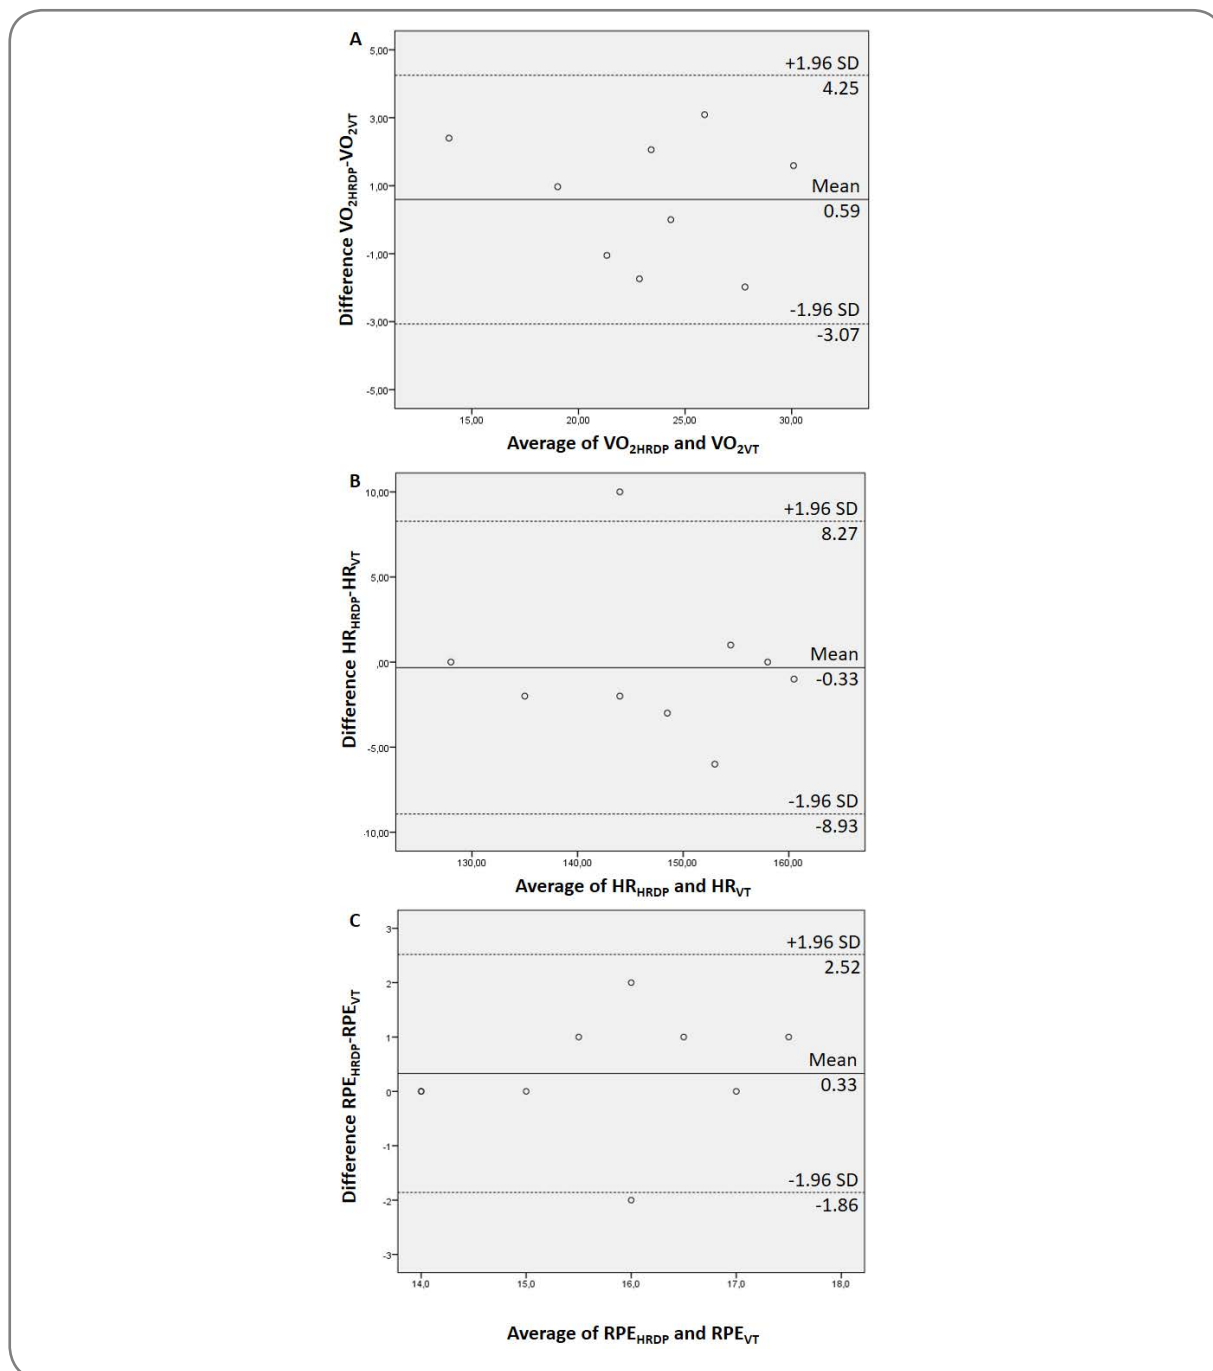 A
5,00
3,00
1,00
-1,00
-3,00
-5,00
Difference VO2HRDP-VO2VT
+1.96 SD
4.25
Mean
0.59
-1.96 SD
-3.07
15,00 20,00 25,00 30,00
Average of VO2HRDP and VO2VT
B
10,00
5,00
,00
-5,00
-10,00
Difference HRHRDP-HRVT
+1.96 SD
8.27
Mean
-0.33
-1.96 SD
-8.93
130,00 140,00 150,00 160,00
Average of HRHRDP and HRVT
C
3
2
1
0
-1
-2
-3
Difference RPEHRDP-RPEVT
+1.96 SD
2.52
Mean
0.33
-1.96 SD
-1.86
14,0 15,0 16,0 17,0 18,0
Average of RPEHRDP and RPEVT